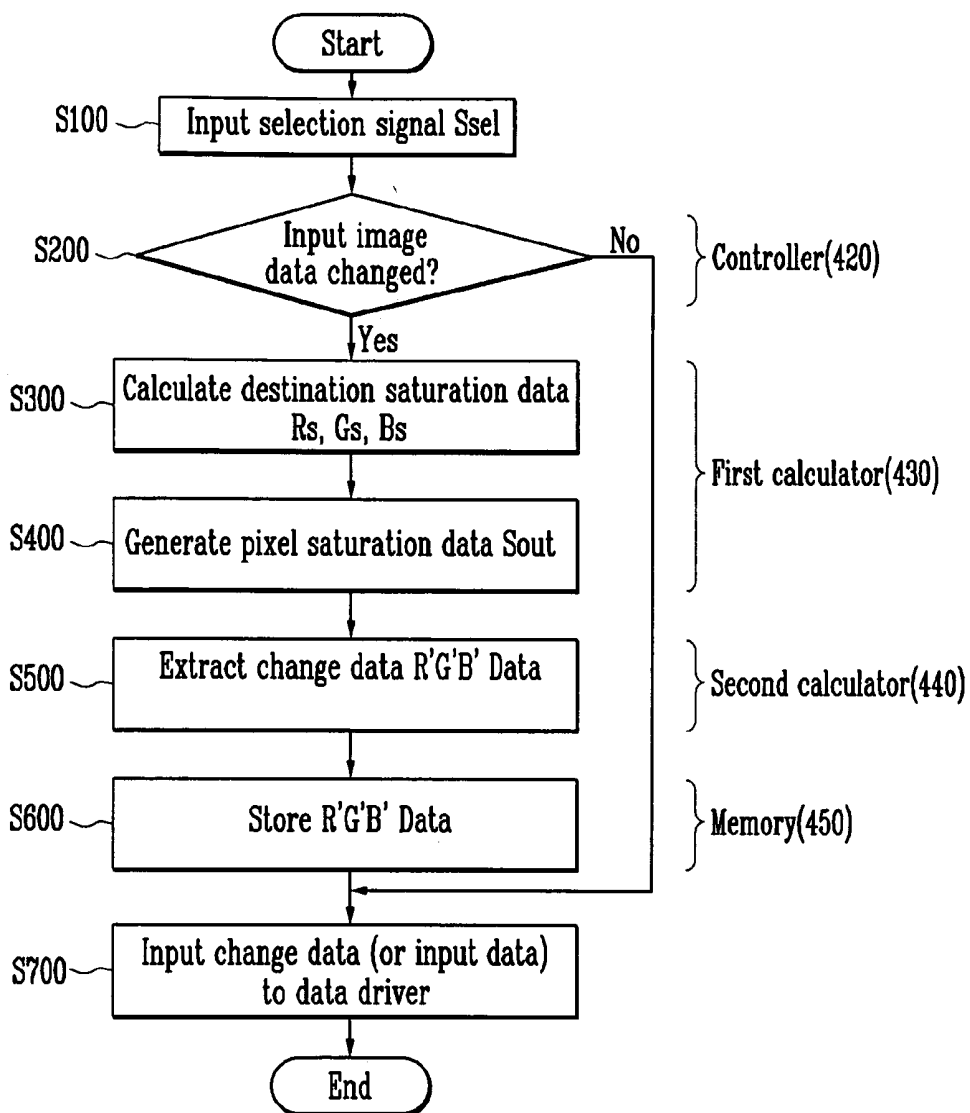 Start
S100
Input selection signal Ssel
S200
Input image
data changed?
No
Controller(420)
Yes
S300
Calculate destination saturation data
Rs, Gs, Bs
First calculator(430)
S400
Generate pixel saturation data Sout
S500
Extract change data R'G'B' Data
Second calculator(440)
S600
Store R'G'B' Data
Memory(450)
S700
Input change data (or input data)
to data driver
End